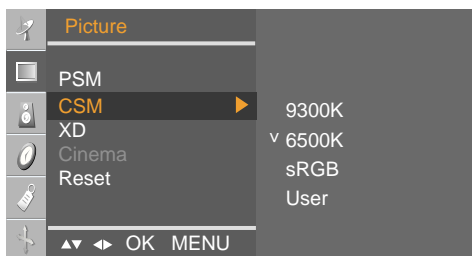 Picture
PSM
CSM
XD
Cinema
Reset
9300K
v 6500K
sRGB
User
▲▼ ◀▶ OK MENU